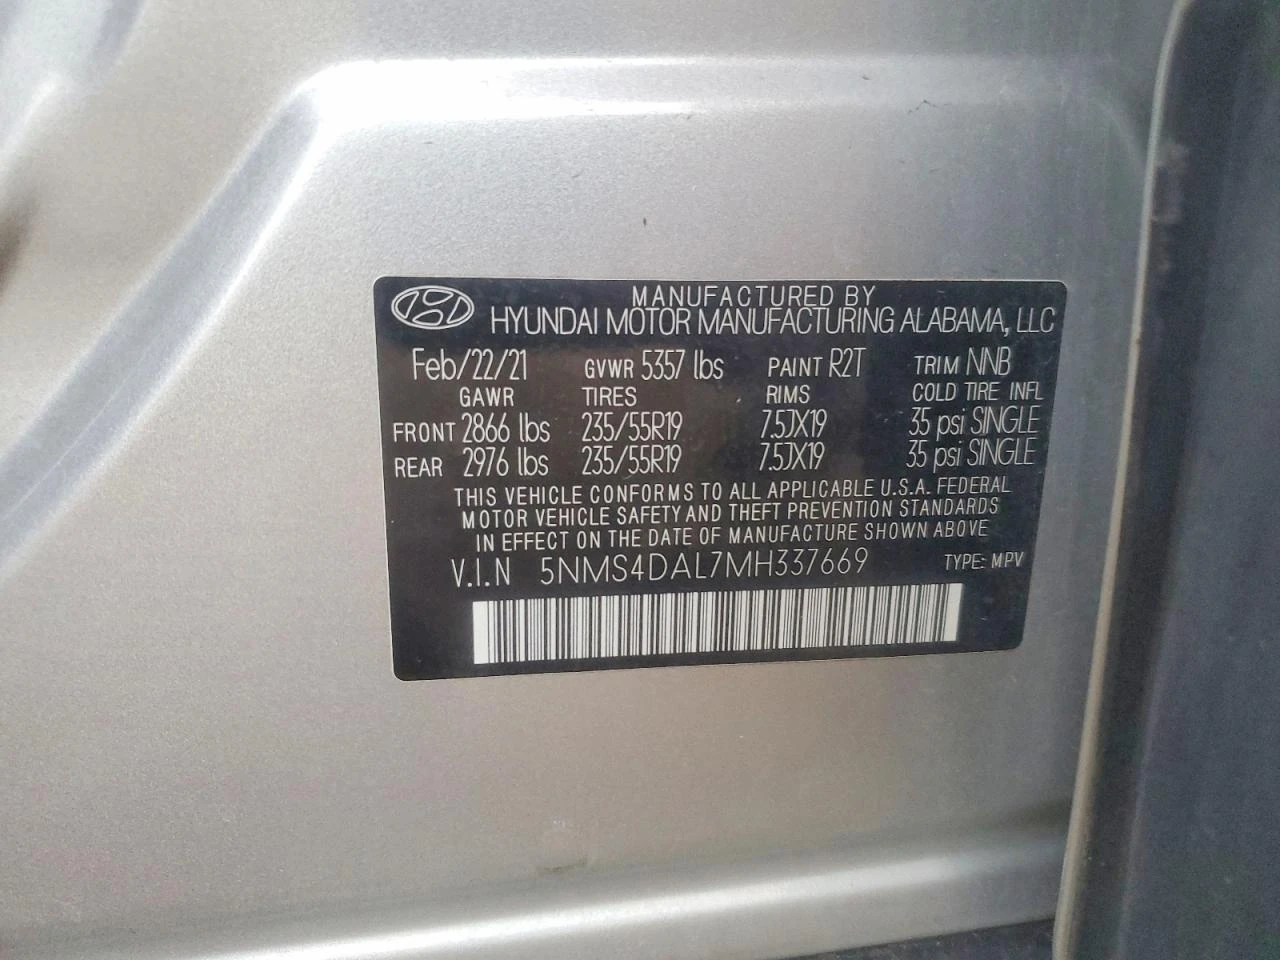 MANUFACTURED BY
HYUNDAI MOTOR MANUFACTURING ALABAMA, LLC
Feb/22/21 GVWR 5357 lbs PAINT R2T TRIM NNB
GAWR TIRES RIMS COLD TIRE INFL
FRONT 2866 lbs 235/55R19 7.5JX19 35 psi SINGLE
REAR 2976 lbs 235/55R19 7.5JX19 35 psi SINGLE
THIS VEHICLE CONFORMS TO ALL APPLICABLE U.S.A. FEDERAL
MOTOR VEHICLE SAFETY AND THEFT PREVENTION STANDARDS
IN EFFECT ON THE DATE OF MANUFACTURE SHOWN ABOVE
V.I.N 5NMS4DAL7MH337669 TYPE: MPV